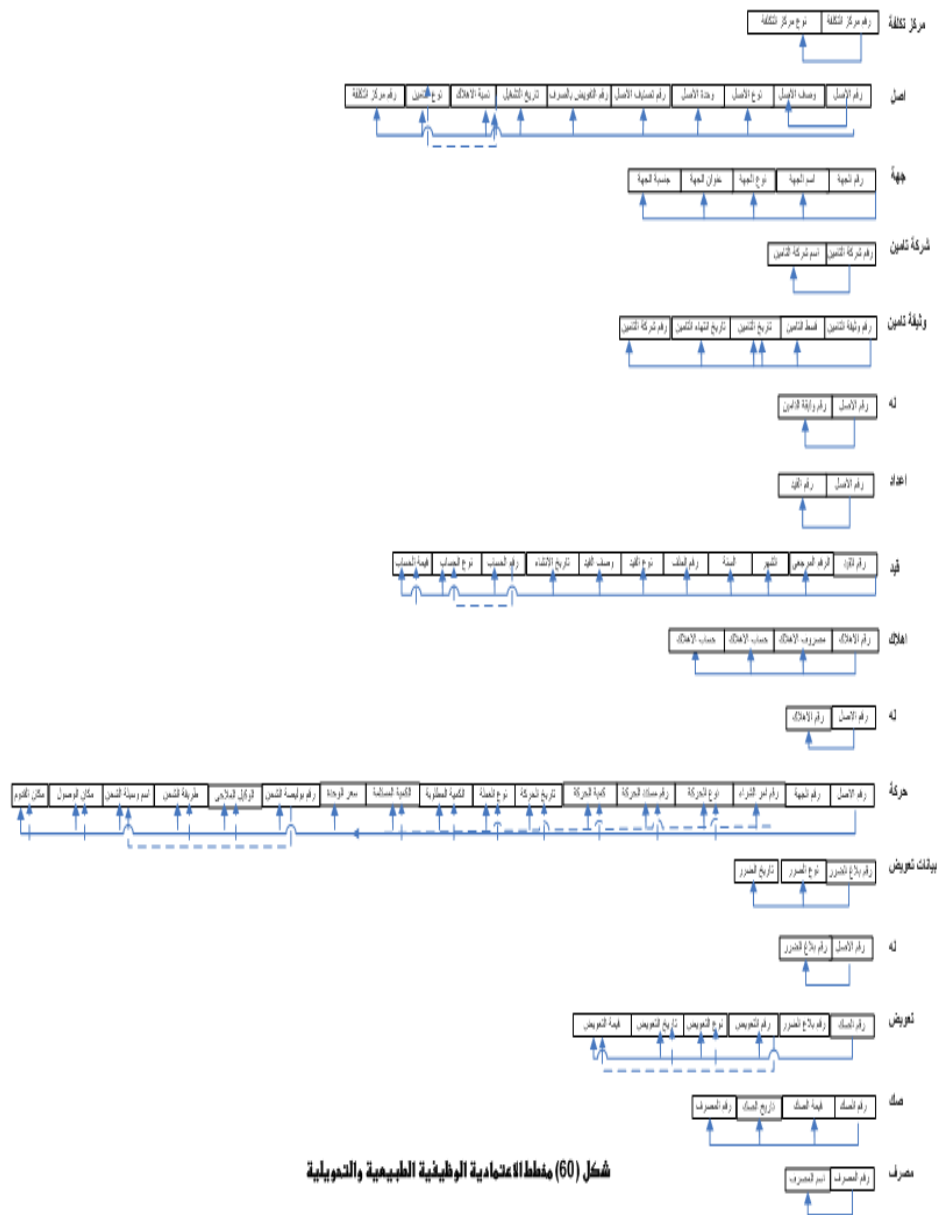 مركز تكلفة
رقم مركز التكلفة نوع مركز التكلفة
اصل
رقم الاصل وصف الاصل نوع الاصل وحدة الاصل رقم تصنيف الاصل رقم التفويض بالصرف تاريخ التشغيل نسبة الاهلاك نوع التامين رقم مركز التكلفة
جهة
رقم الجهة اسم الجهة نوع الجهة عنوان الجهة جنسية الجهة
شركة تامين
رقم شركة التامين اسم شركة التامين
وثيقة تامين
رقم وثيقة التامين قسط التامين تاريخ التامين تاريخ انتهاء التامين رقم شركة التامين
له
رقم الاصل رقم وثيقة التامين
اعداد
رقم الاصل رقم القيد
قيد
رقم القيد الرقم المرجعي الشهر السنة رقم الملف نوع القيد وصف القيد تاريخ الانشاء رقم الحساب نوع الحساب قيمة الحساب
اهلاك
رقم الاهلاك مصروف الاهلاك حساب الاهلاك حساب الاهلاك
له
رقم الاصل رقم الاهلاك
حركة
رقم الاصل رقم الجهة رقم امر الشراء نوع الحركة رقم مستند الحركة كمية الحركة تاريخ الحركة نوع العملة الكمية المطلوبة الكمية المستلمة سعر الوحدة رقم بوليصة الشحن الوكيل الملاحي طريقة الشحن اسم وسيلة الشحن مكان الوصول مكان القدوم
بيانات تعويض
رقم بلاغ الضرر نوع الضرر تاريخ الضرر
له
رقم الاصل رقم بلاغ الضرر
تعويض
رقم الصك رقم بلاغ الضرر رقم التعويض نوع التعويض تاريخ التعويض قيمة التعويض
صك
رقم الصك قيمة الصك تاريخ الصك رقم المصرف
شكل (60) مخطط الاعتمادية الوظيفية الطبيعية والتحويلية
مصرف
رقم المصرف اسم المصرف